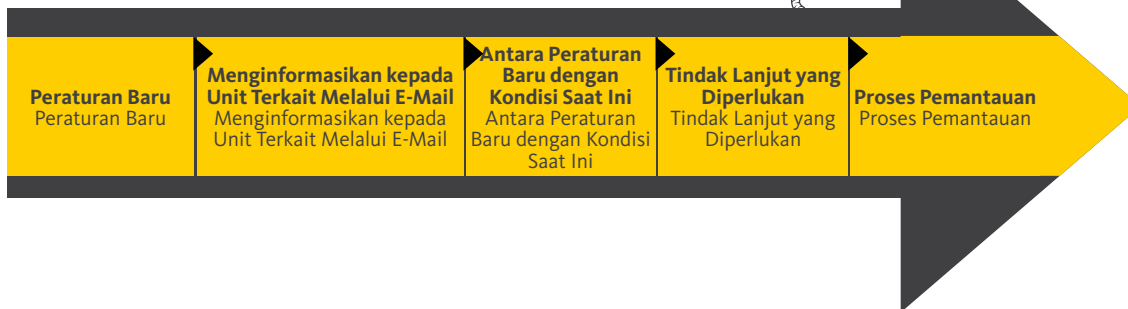 Peraturan Baru
Peraturan Baru
Menginformasikan kepada
Unit Terkait Melalui E-Mail
Menginformasikan kepada
Unit Terkait Melalui E-Mail
Antara Peraturan
Baru dengan
Kondisi Saat Ini
Antara Peraturan
Baru dengan Kondisi
Saat Ini
Tindak Lanjut yang
Diperlukan
Tindak Lanjut yang
Diperlukan
Proses Pemantauan
Proses Pemantauan